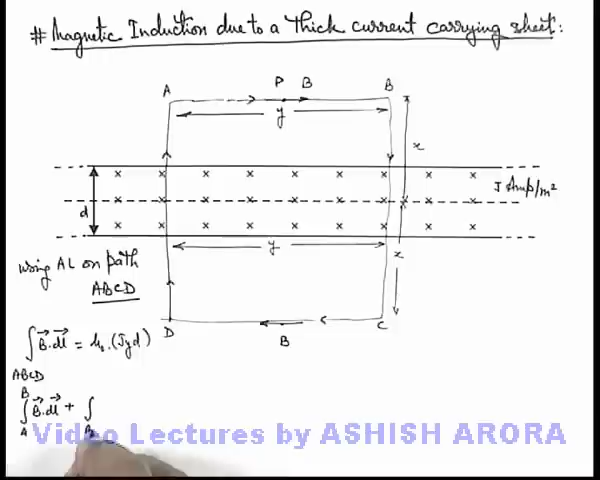 # Magnetic Induction due to a Thick current carrying sheet:
A P B B
y
x
x x x x x x x x
J Amp/m²
x x x x x x x x
d
x x x x x x x x
using AL on path
ABCD
y
x
D B C
∫ B⃗.dl⃗ = μ₀.(Jyd)
ABCD
B
∫ B⃗.dl⃗ + ∫
A B
Video Lectures by ASHISH ARORA